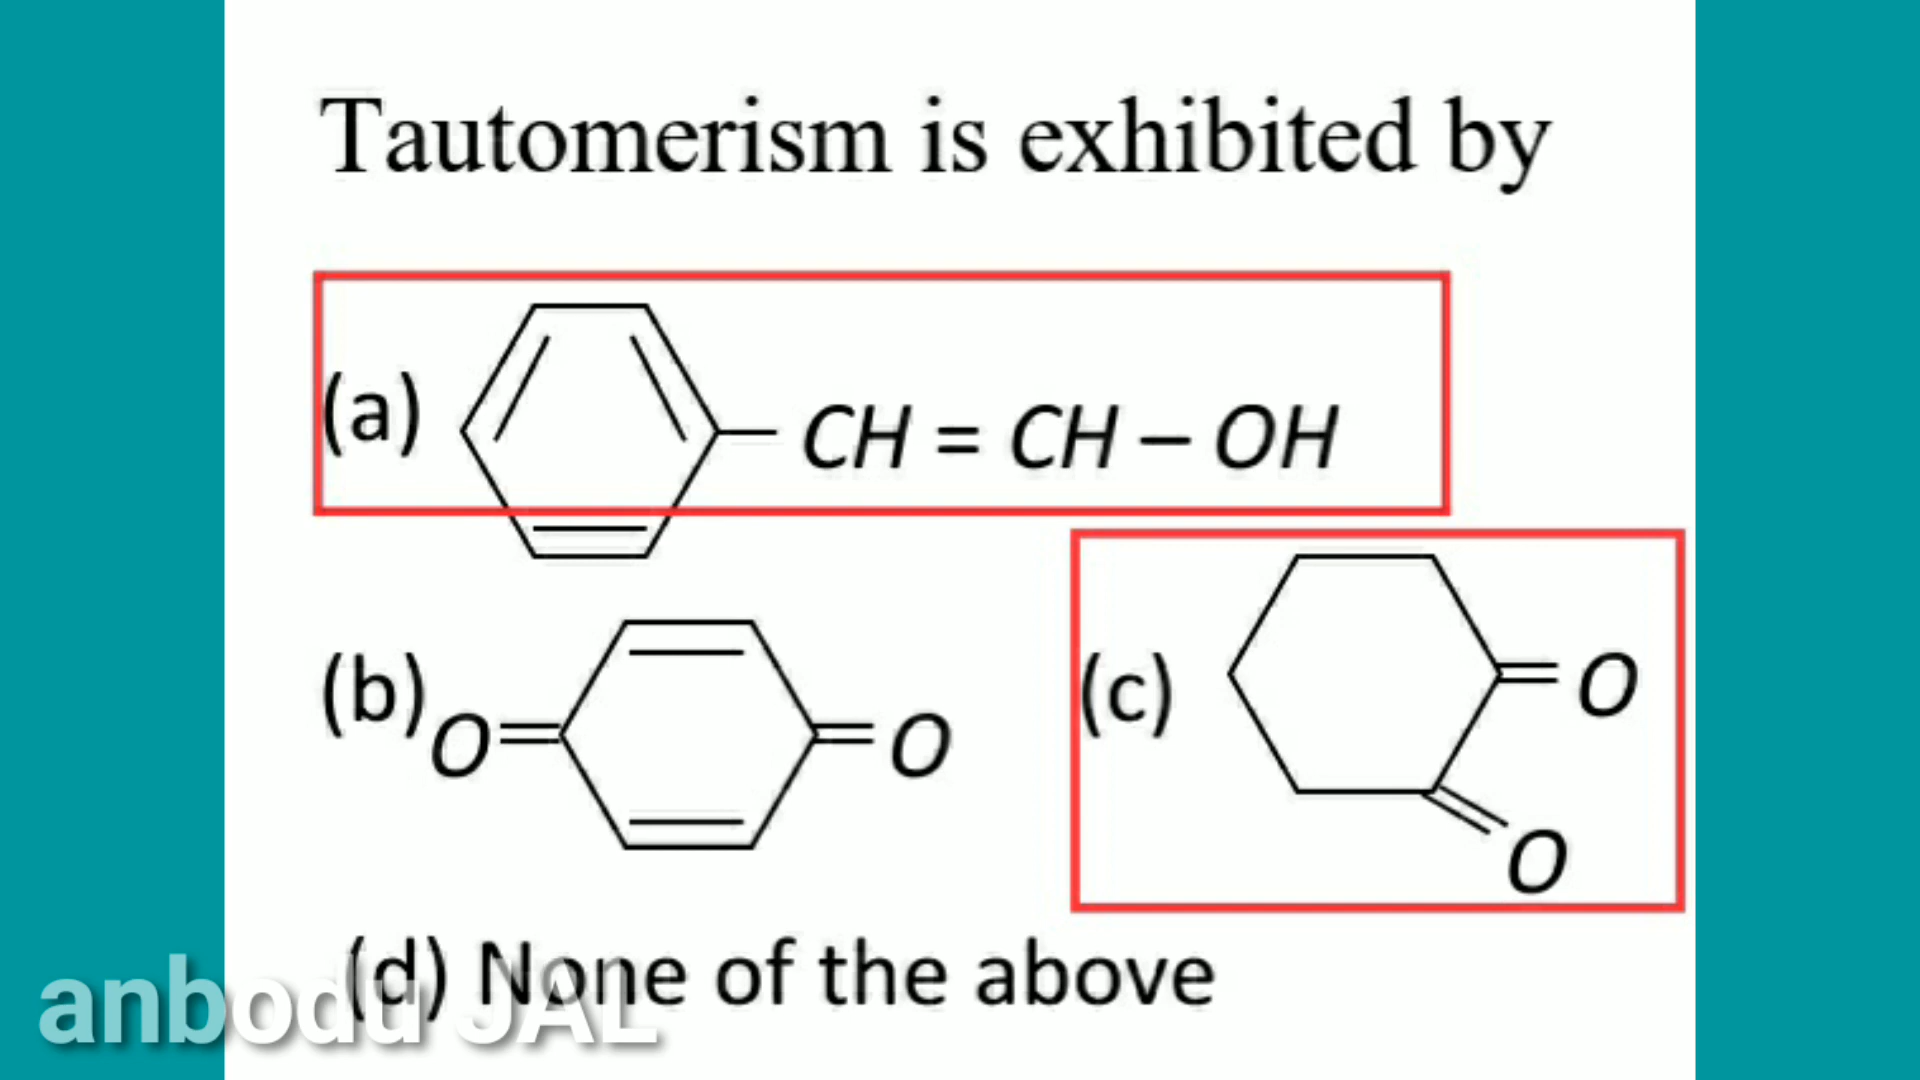 Tautomerism is exhibited by
(a) CH = CH – OH
(b) O= =O (c) =O
O
(d) None of the above
anbodu JAL